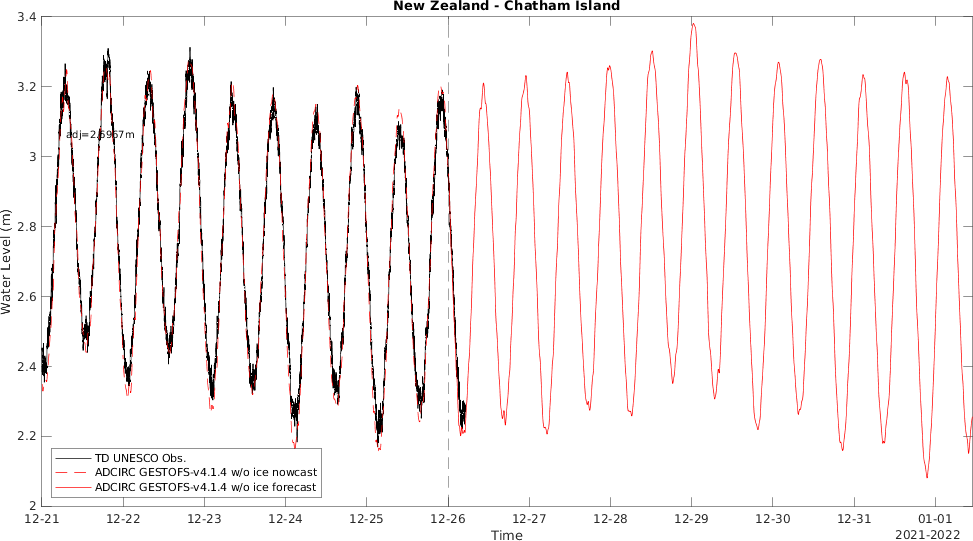 New Zealand - Chatham Island
3.4
3.2
3
2.8
2.6
2.4
2.2
2
Water Level (m)
TD UNESCO Obs.
ADCIRC GESTOFS-v4.1.4 w/o ice nowcast
ADCIRC GESTOFS-v4.1.4 w/o ice forecast
12-21 12-22 12-23 12-24 12-25 12-26 12-27 12-28 12-29 12-30 12-31 01-01
Time
2021-2022